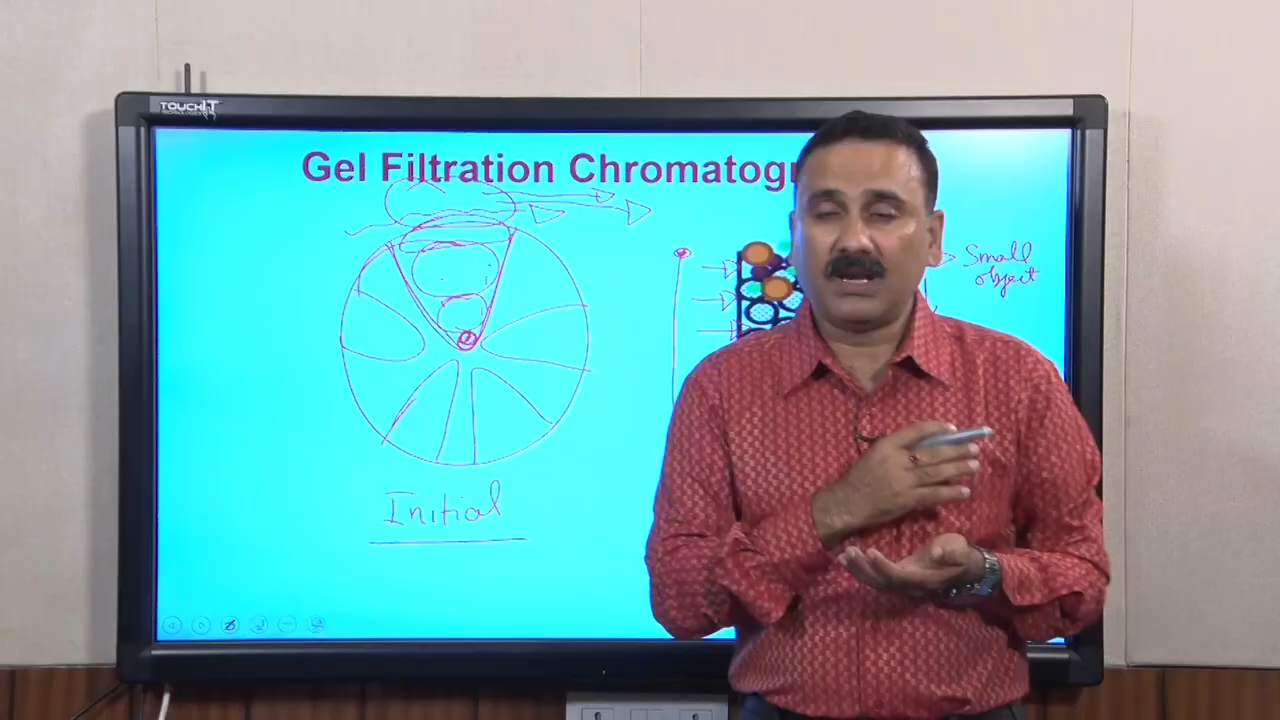 TOUCHIT
Gel Filtration Chromatogr
Small
object
Initial